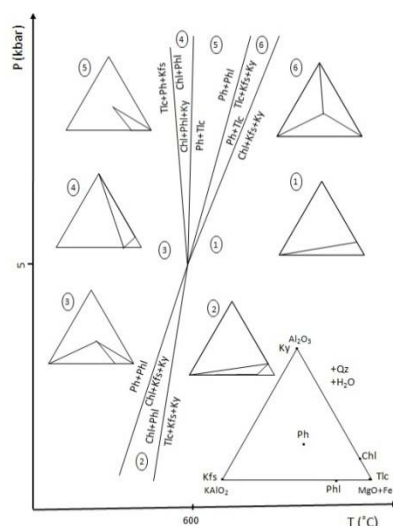 P (kbar)
5
600
T (˚C)
4
5
6
5
6
4
1
3
1
3
2
2
Tlc+Ph+Kfs
Chl+Phl
Chl+Phl+Ky
Ph+Tlc
Ph+Phl
Tlc+Kfs+Ky
Ph+Tlc
Chl+Kfs+Ky
Ph+Phl
Chl+Kfs+Ky
Chl+Phl
Tlc+Kfs+Ky
Al₂O₃
Ky
+Qz
+H₂O
Ph
Chl
Kfs
Tlc
KAlO₂
Phl
MgO+Fe